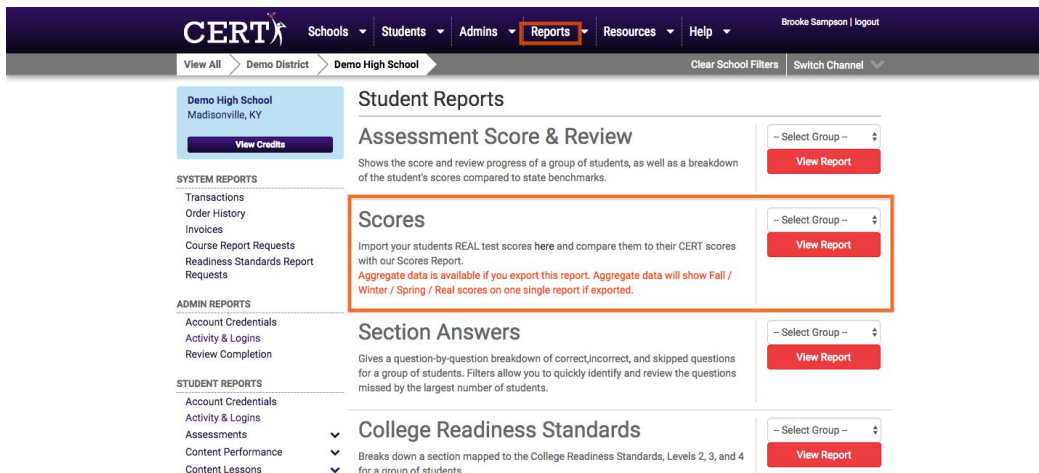 CERT Schools Students Admins Reports Resources Help Brooke Sampson | logout
View All Demo District Demo High School Clear School Filters Switch Channel
Demo High School
Madisonville, KY
View Credits
SYSTEM REPORTS
Transactions
Order History
Invoices
Course Report Requests
Readiness Standards Report
Requests
ADMIN REPORTS
Account Credentials
Activity & Logins
Review Completion
STUDENT REPORTS
Account Credentials
Activity & Logins
Assessments
Content Performance
Content Lessons
Student Reports
Assessment Score & Review
Shows the score and review progress of a group of students, as well as a breakdown
of the student's scores compared to state benchmarks.
-- Select Group --
View Report
Scores
Import your students REAL test scores here and compare them to their CERT scores
with our Scores Report.
Aggregate data is available if you export this report. Aggregate data will show Fall /
Winter / Spring / Real scores on one single report if exported.
-- Select Group --
View Report
Section Answers
Gives a question-by-question breakdown of correct,incorrect, and skipped questions
for a group of students. Filters allow you to quickly identify and review the questions
missed by the largest number of students.
-- Select Group --
View Report
College Readiness Standards
Breaks down a section mapped to the College Readiness Standards, Levels 2, 3, and 4
for a group of students
-- Select Group --
View Report